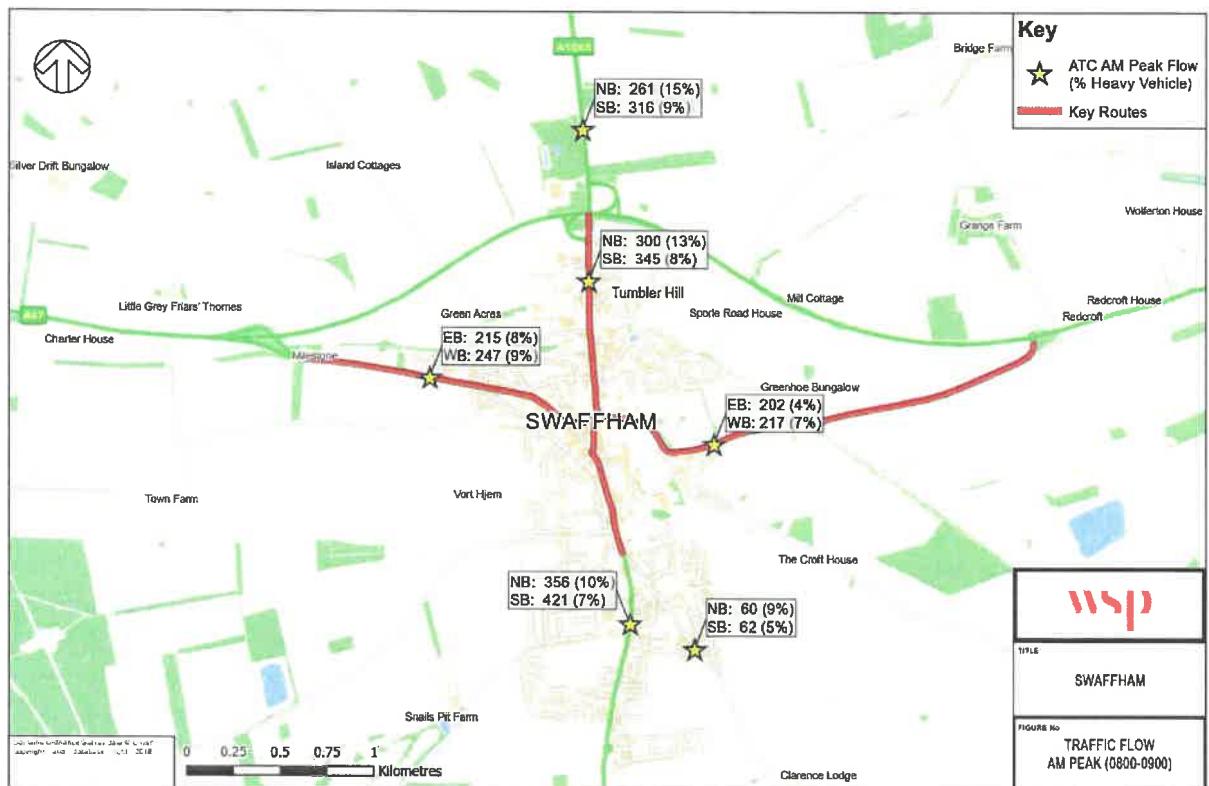 Key
ATC AM Peak Flow
(% Heavy Vehicle)
Key Routes
Bridge Farm
A1065
NB: 261 (15%)
SB: 316 (9%)
Silver Drift Bungalow
Island Cottages
Wolferton House
Grange Farm
NB: 300 (13%)
SB: 345 (8%)
Tumbler Hill
Mill Cottage
Redcroft House
Little Grey Friars' Thornes
Green Acres
Sporle Road House
Redcroft
A47
Charter House
EB: 215 (8%)
WB: 247 (9%)
Milestone
Greenhoe Bungalow
EB: 202 (4%)
WB: 217 (7%)
SWAFFHAM
Town Farm
Vort Hjem
The Croft House
NB: 356 (10%)
SB: 421 (7%)
NB: 60 (9%)
SB: 62 (5%)
wsp
TITLE
SWAFFHAM
Snails Pit Farm
FIGURE No
TRAFFIC FLOW
AM PEAK (0800-0900)
0 0.25 0.5 0.75 1
Kilometres
Clarence Lodge